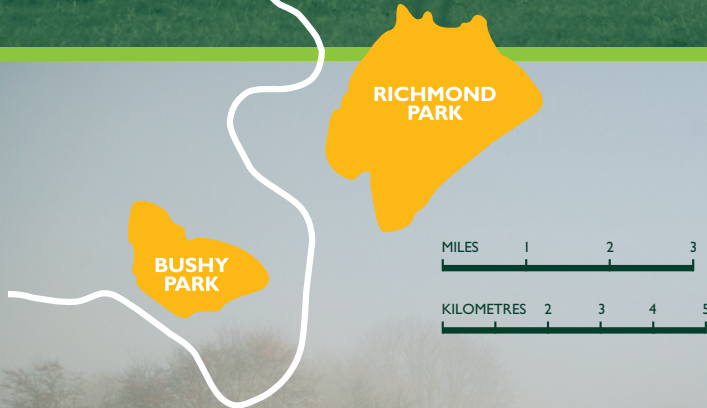 RICHMOND
PARK
BUSHY
PARK
MILES 1 2 3
KILOMETRES 2 3 4 5